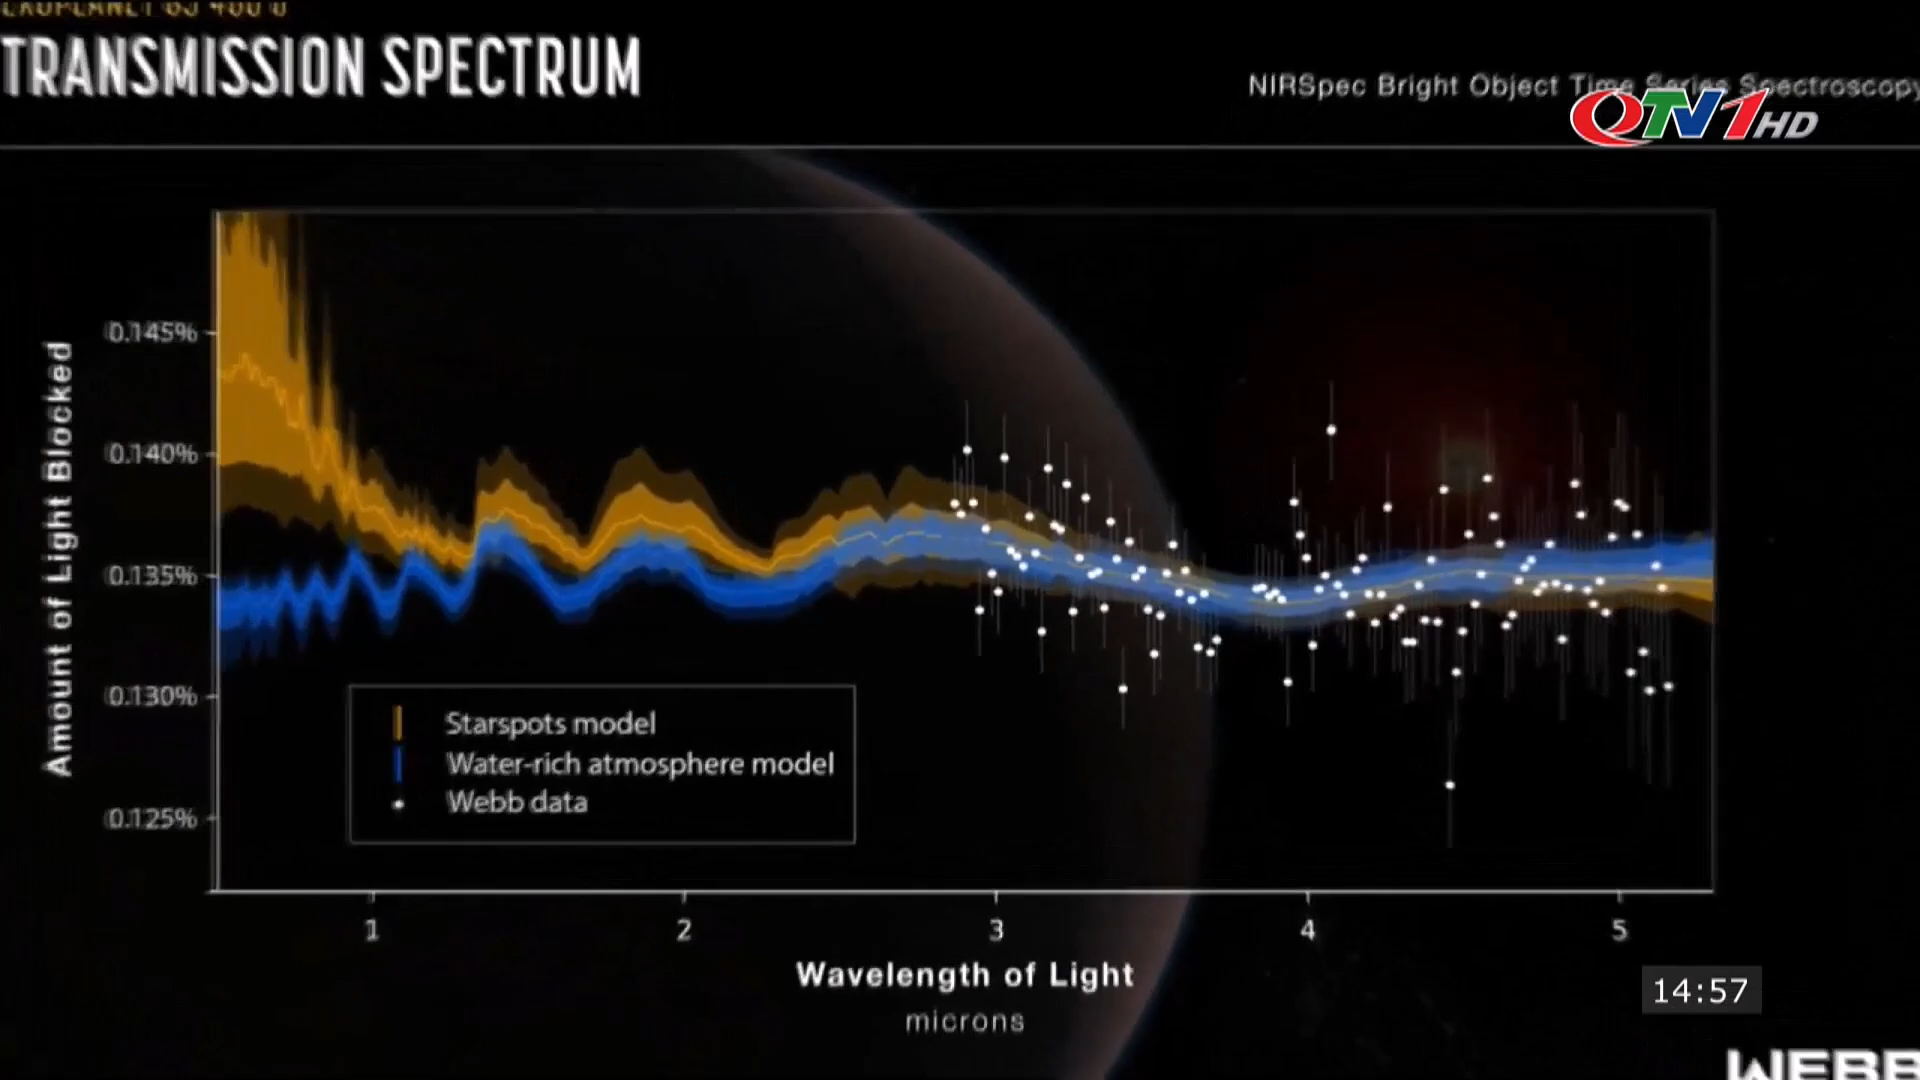 TRANSMISSION SPECTRUM
NIRSpec Bright Object Time Series Spectroscopy
QTV1HD
Amount of Light Blocked
0.145%
0.140%
0.135%
0.130%
0.125%
Starspots model
Water-rich atmosphere model
Webb data
1 2 3 4 5
Wavelength of Light
microns
14:57
WEBB